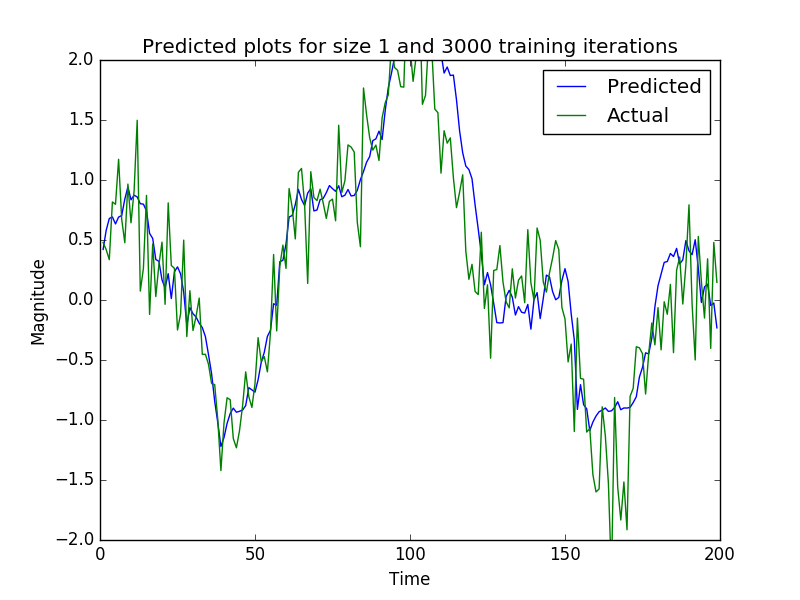 Predicted plots for size 1 and 3000 training iterations
Predicted
Actual
2.0
1.5
1.0
0.5
0.0
−0.5
−1.0
−1.5
−2.0
Magnitude
0 50 100 150 200
Time